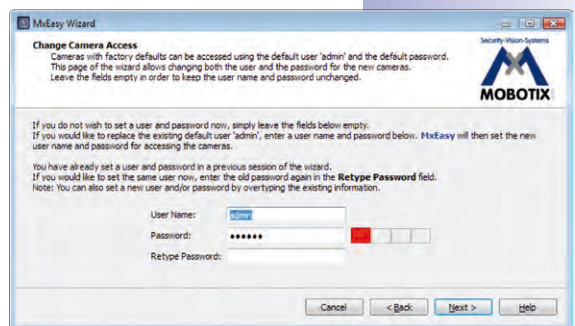 MxEasy Wizard
Change Camera Access
Cameras with factory defaults can be accessed using the default user 'admin' and the default password.
This page of the wizard allows changing both the user and the password for the new cameras.
Leave the fields empty in order to keep the user name and password unchanged.
Security-Vision-Systems
MOBOTIX
If you do not wish to set a user and password now, simply leave the fields below empty.
If you would like to replace the existing default user 'admin', enter a user name and password below. MxEasy will then set the new
user name and password for accessing the cameras.
You have already set a user and password in a previous session of the wizard.
If you would like to set the same user now, enter the old password again in the Retype Password field.
Note: You can also set a new user and/or password by overtyping the existing information.
User Name: admin
Password: ••••••
Retype Password:
Cancel < Back Next > Help